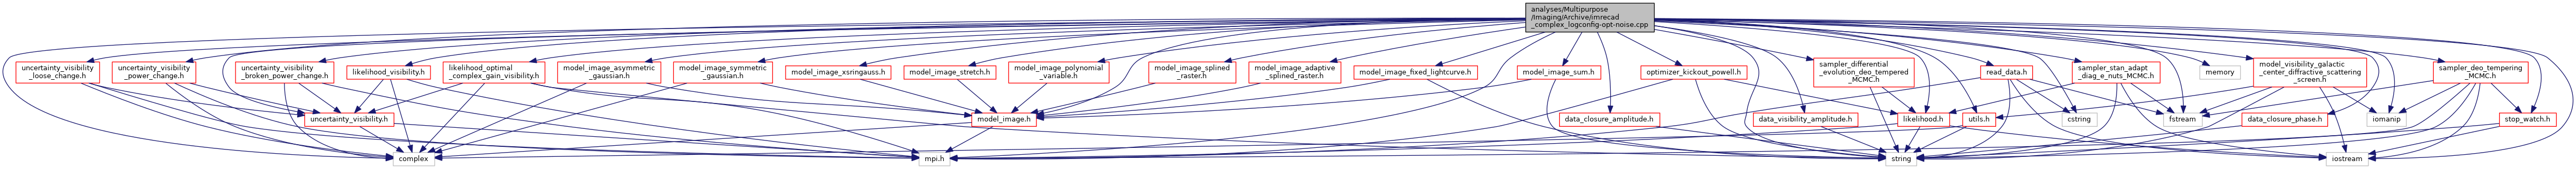 analyses/Multipurpose
/Imaging/Archive/imrecad
_complex_logconfig-opt-noise.cpp
uncertainty_visibility
_loose_change.h
uncertainty_visibility
_power_change.h
uncertainty_visibility
_broken_power_change.h
likelihood_visibility.h
likelihood_optimal
_complex_gain_visibility.h
model_image_asymmetric
_gaussian.h
model_image_symmetric
_gaussian.h
model_image_xsringauss.h
model_image_stretch.h
model_image_polynomial
_variable.h
model_image_splined
_raster.h
model_image_adaptive
_splined_raster.h
model_image_fixed_lightcurve.h
model_image_sum.h
optimizer_kickout_powell.h
sampler_differential
_evolution_deo_tempered
_MCMC.h
read_data.h
sampler_stan_adapt
_diag_e_nuts_MCMC.h
memory
model_visibility_galactic
_center_diffractive_scattering
_screen.h
sampler_deo_tempering
_MCMC.h
uncertainty_visibility.h
model_image.h
data_closure_amplitude.h
data_visibility_amplitude.h
likelihood.h
utils.h
cstring
fstream
iomanip
data_closure_phase.h
stop_watch.h
complex
mpi.h
string
iostream